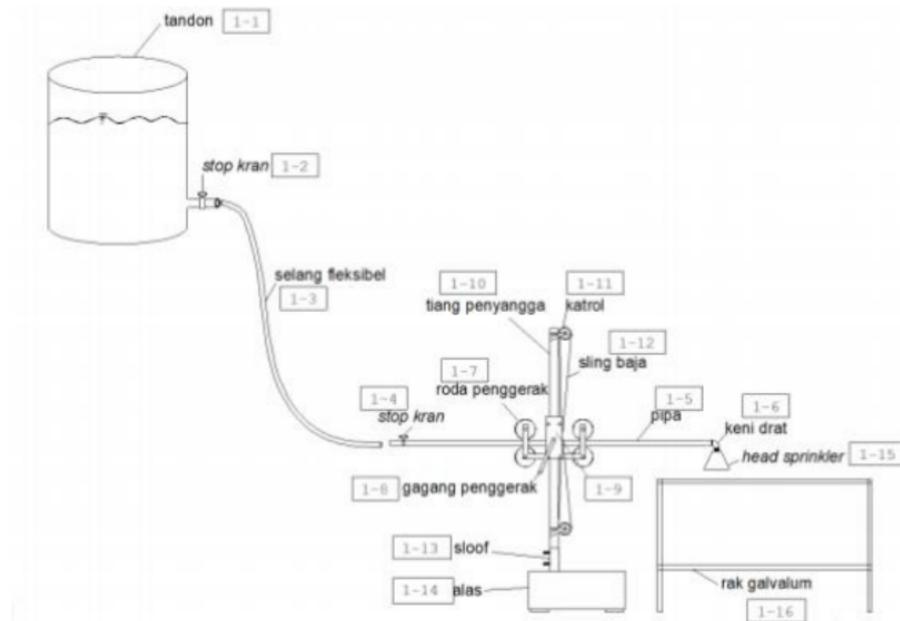 tandon 1-1
stop kran 1-2
selang fleksibel
1-3
1-10
tiang penyangga
1-11
katrol
1-12
sling baja
1-7
roda penggerak
1-4
stop kran
1-5
pipa
1-6
keni drat
head sprinkler 1-15
1-8 gagang penggerak
1-9
1-13 sloof
1-14 alas
rak galvalum
1-16